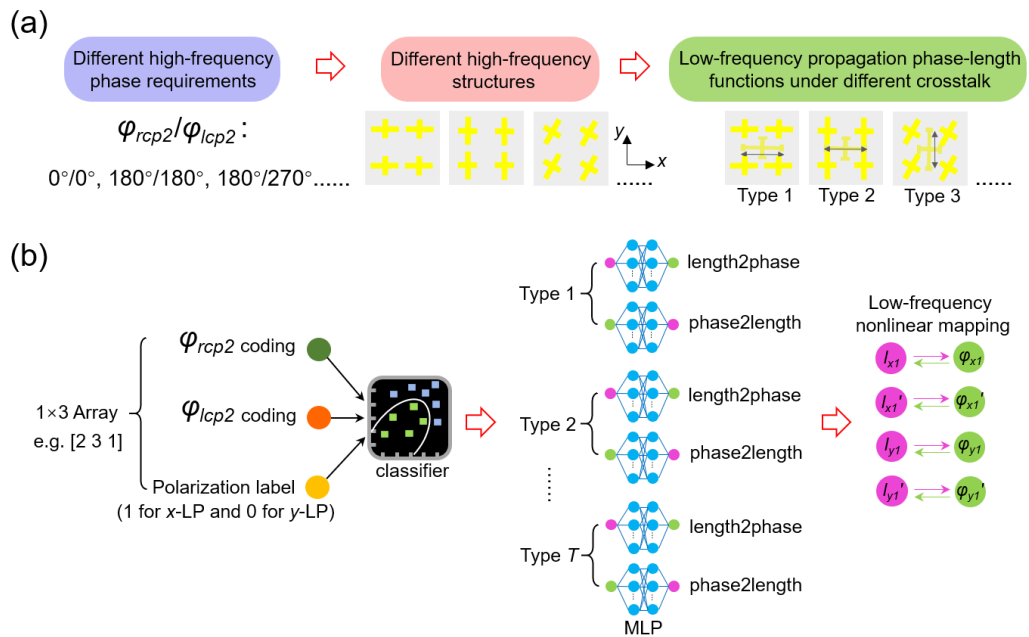 (a)
Different high-frequency
phase requirements
Different high-frequency
structures
Low-frequency propagation phase-length
functions under different crosstalk
φrcp2/φlcp2 :
0°/0°, 180°/180°, 180°/270°......
y
x
......
Type 1
Type 2
Type 3
......
(b)
φrcp2 coding
φlcp2 coding
1×3 Array
e.g. [2 3 1]
Polarization label
(1 for x-LP and 0 for y-LP)
classifier
Type 1
length2phase
phase2length
Type 2
length2phase
phase2length
......
Type T
length2phase
phase2length
MLP
Low-frequency
nonlinear mapping
lx1
φx1
lx1'
φx1'
ly1
φy1
ly1'
φy1'